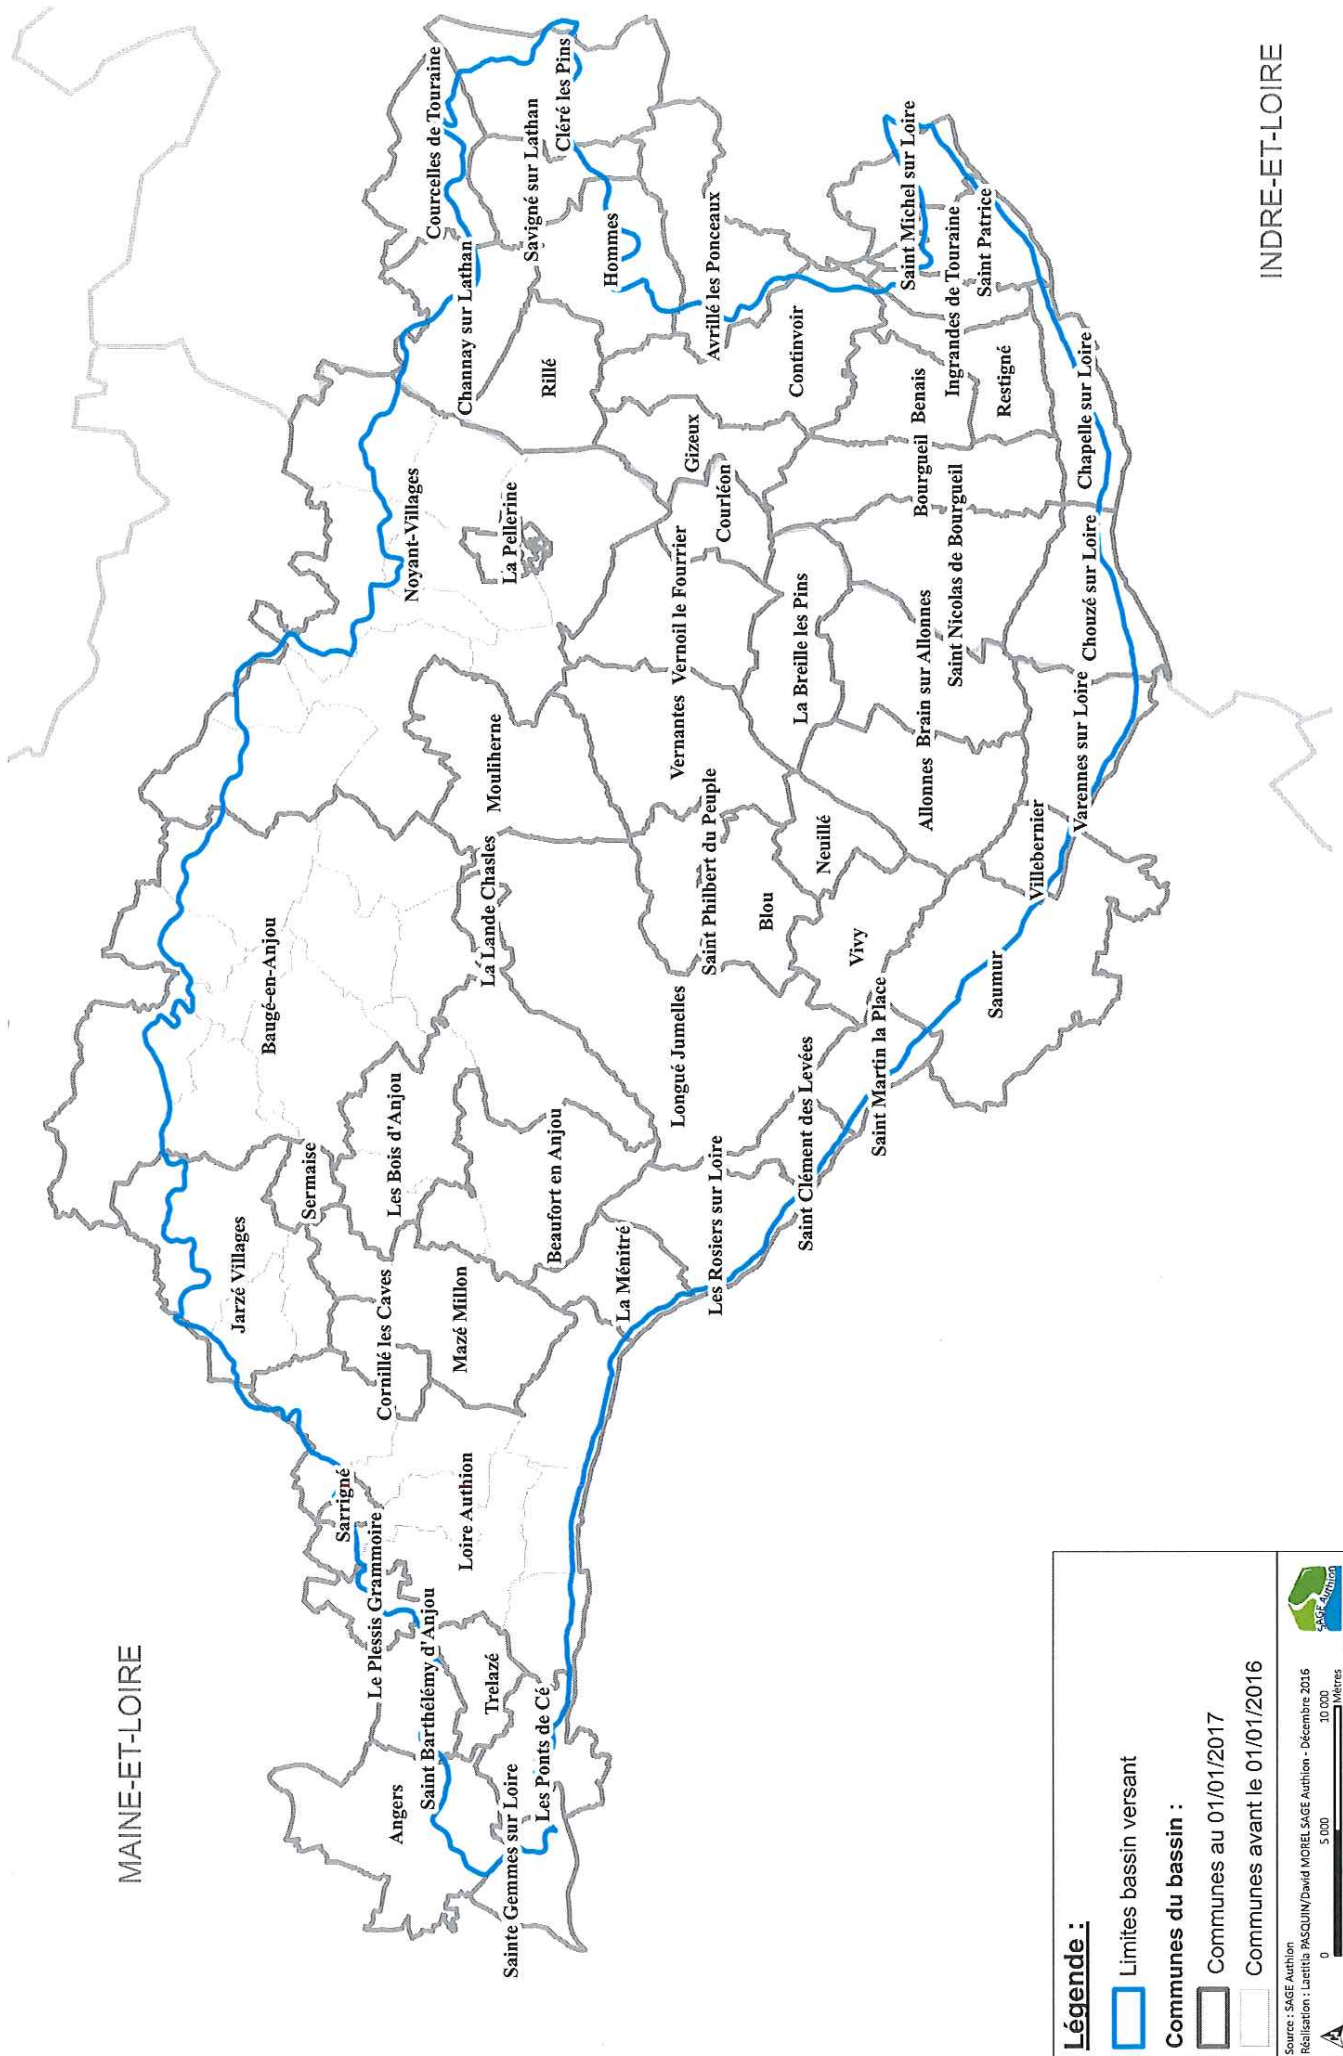 MAINE-ET-LOIRE
INDRE-ET-LOIRE
Courcelles de Touraine
Cléré les Pins
Savigné sur Lathan
Channay sur Lathan
Hommes
Rillé
Avrillé les Ponceaux
Continvoir
Saint Michel sur Loire
Saint Patrice
Ingrandes de Touraine
Restigné
Benais
Bourgueil
Saint Nicolas de Bourgueil
Chapelle sur Loire
Chouzé sur Loire
Gizeux
Courléon
Noyant-Villages
La Pellerine
Vernoil le Fourrier
Vernantes
La Breille les Pins
Brain sur Allonnes
Allonnes
Varennes sur Loire
Villebernier
Mouliherne
Saint Philbert du Peuple
Neuillé
Blou
Vivy
Saumur
La Lande Chasles
Baugé-en-Anjou
Longué Jumelles
Saint Martin la Place
Saint Clément des Levées
Les Rosiers sur Loire
Les Bois d'Anjou
Beaufort en Anjou
Sermaise
Jarzé Villages
La Ménitré
Cornillé les Caves
Mazé Millon
Sarrigné
Loire Authion
Le Plessis Grammoire
Saint Barthélémy d'Anjou
Trelazé
Les Ponts de Cé
Angers
Sainte Gemmes sur Loire
Légende :
Limites bassin versant
Communes du bassin :
Communes au 01/01/2017
Communes avant le 01/01/2016
Source : SAGE Authion
Réalisation : Laetitia PASQUIN/David MOREL SAGE Authion - Décembre 2016
0 5 000 10 000
Mètres
N
SAGE Authion